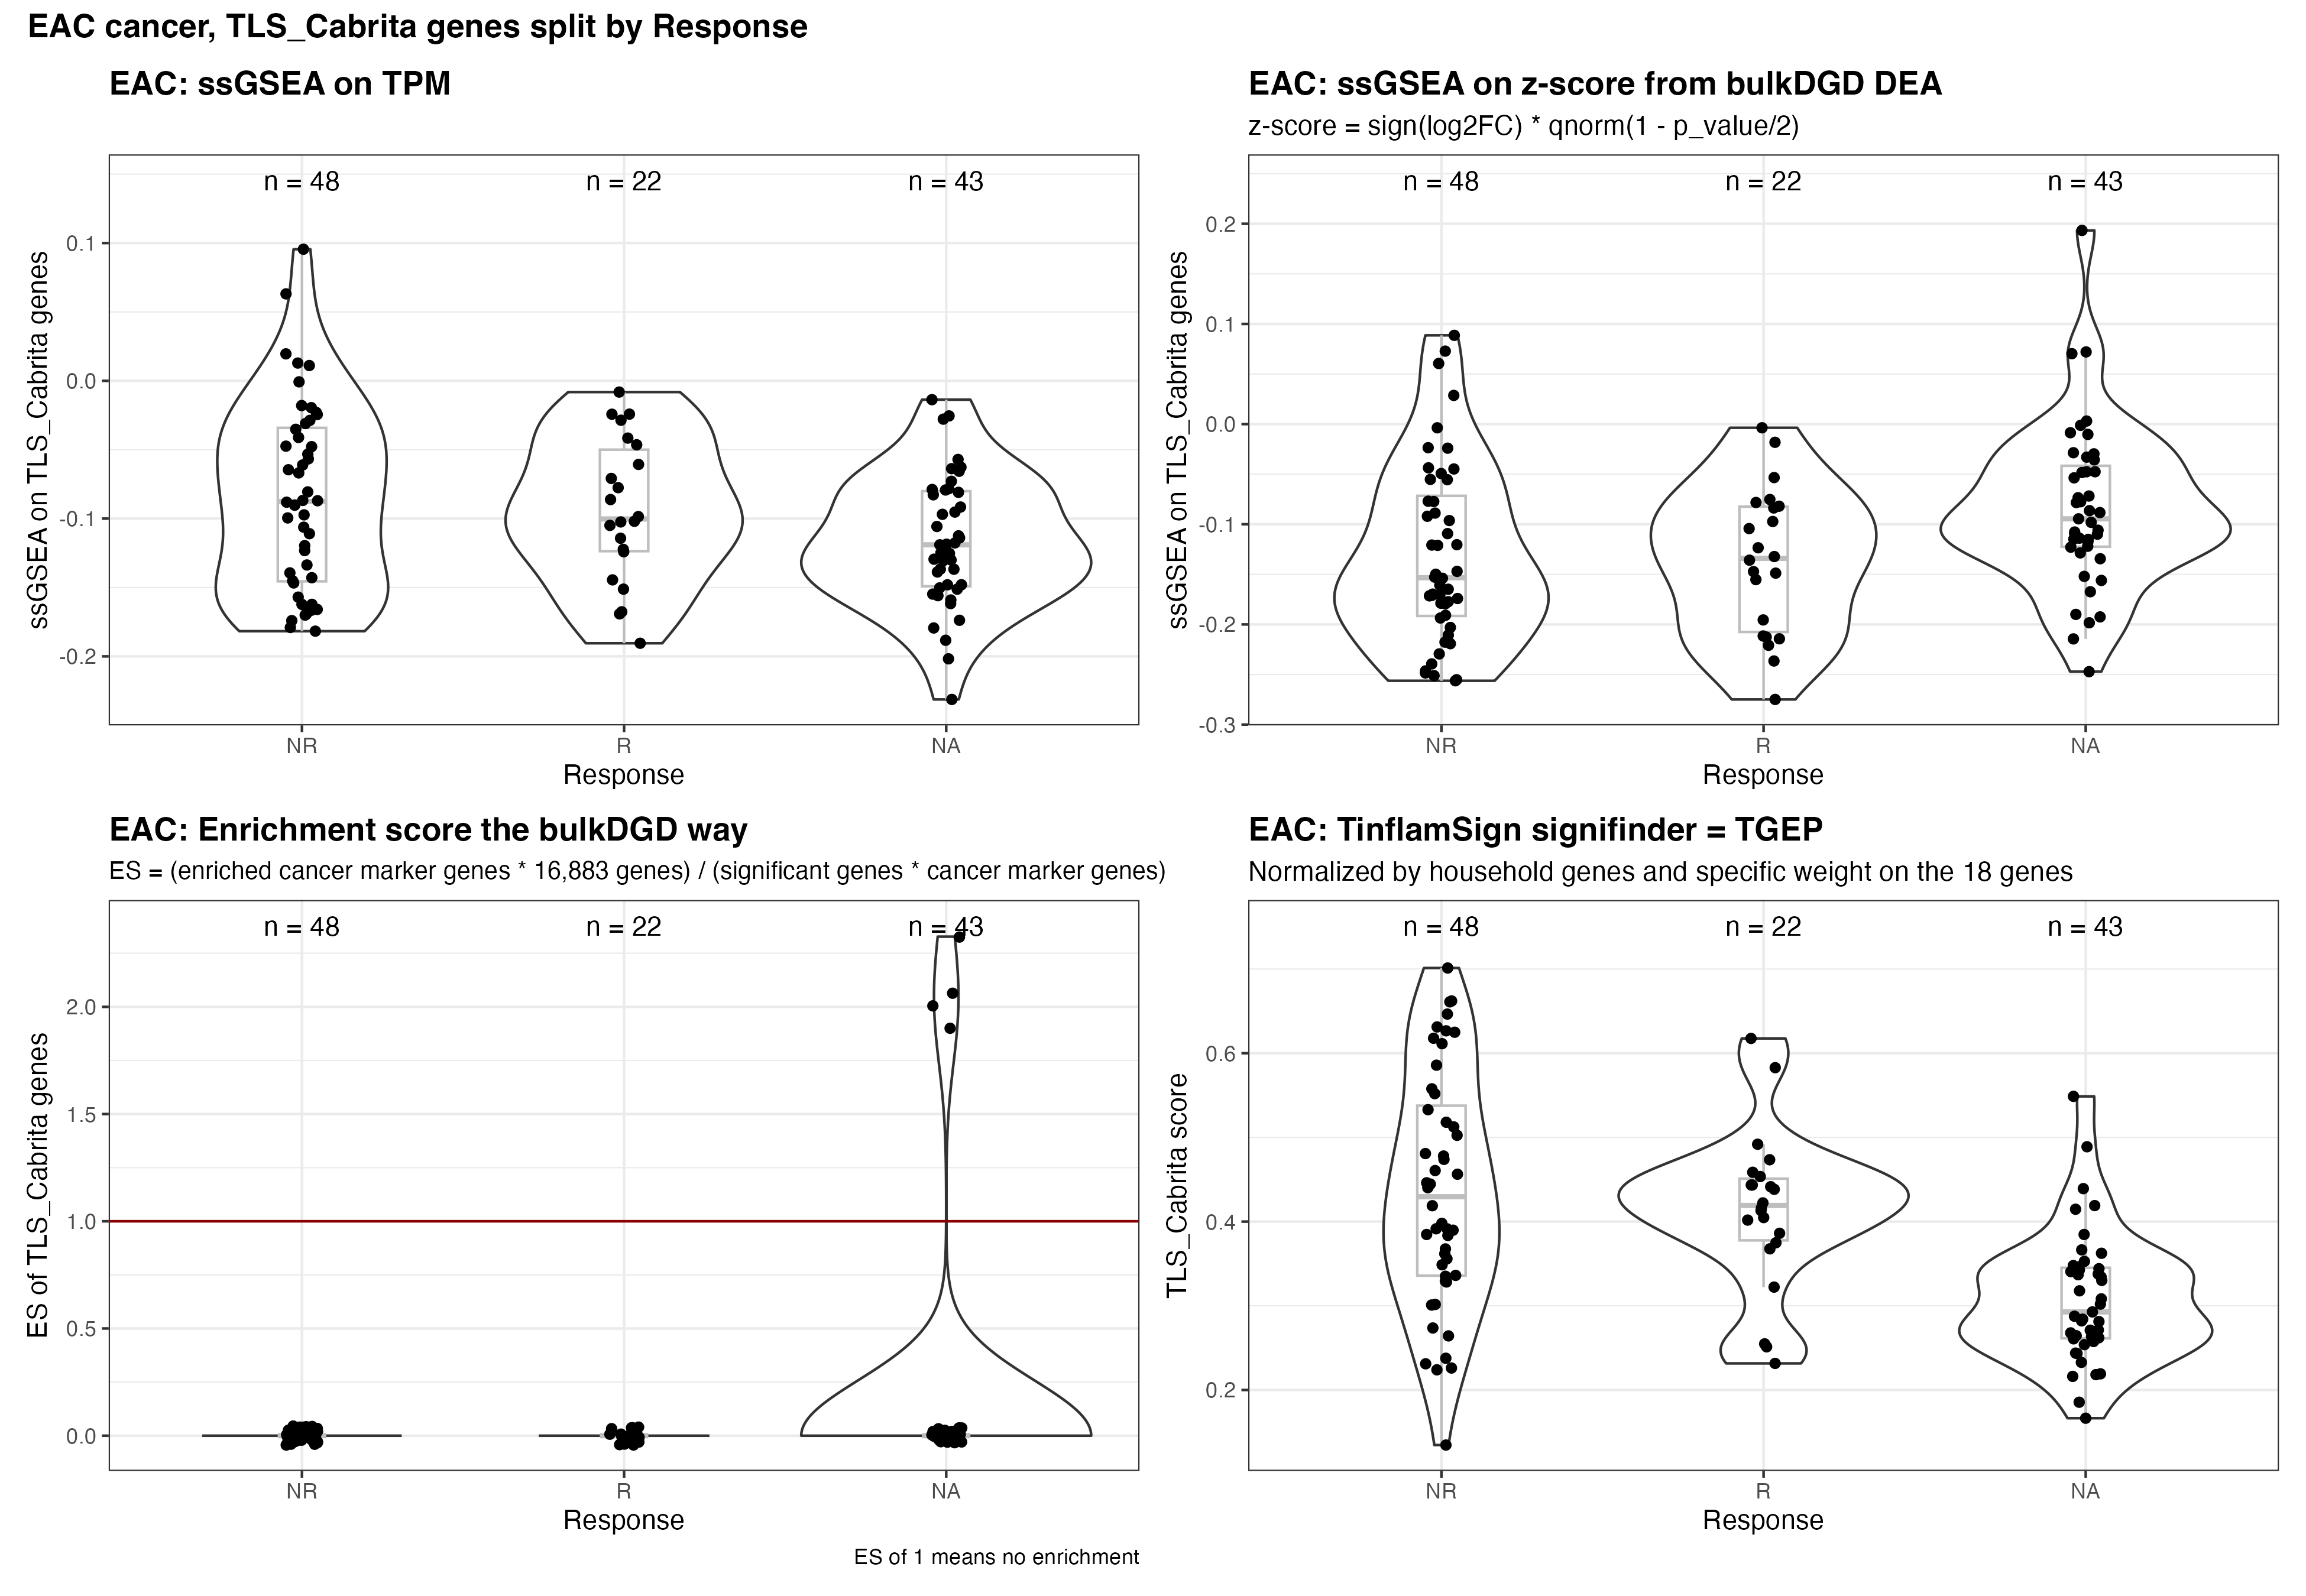 EAC cancer, TLS_Cabrita genes split by Response
EAC: ssGSEA on TPM
n = 48
n = 22
n = 43
ssGSEA on TLS_Cabrita genes
0.1
0.0
-0.1
-0.2
NR
R
NA
Response
EAC: ssGSEA on z-score from bulkDGD DEA
z-score = sign(log2FC) * qnorm(1 - p_value/2)
n = 48
n = 22
n = 43
ssGSEA on TLS_Cabrita genes
0.2
0.1
0.0
-0.1
-0.2
-0.3
NR
R
NA
Response
EAC: Enrichment score the bulkDGD way
ES = (enriched cancer marker genes * 16,883 genes) / (significant genes * cancer marker genes)
n = 48
n = 22
n = 43
ES of TLS_Cabrita genes
2.0
1.5
1.0
0.5
0.0
NR
R
NA
Response
ES of 1 means no enrichment
EAC: TinflamSign signifinder = TGEP
Normalized by household genes and specific weight on the 18 genes
n = 48
n = 22
n = 43
TLS_Cabrita score
0.6
0.4
0.2
NR
R
NA
Response